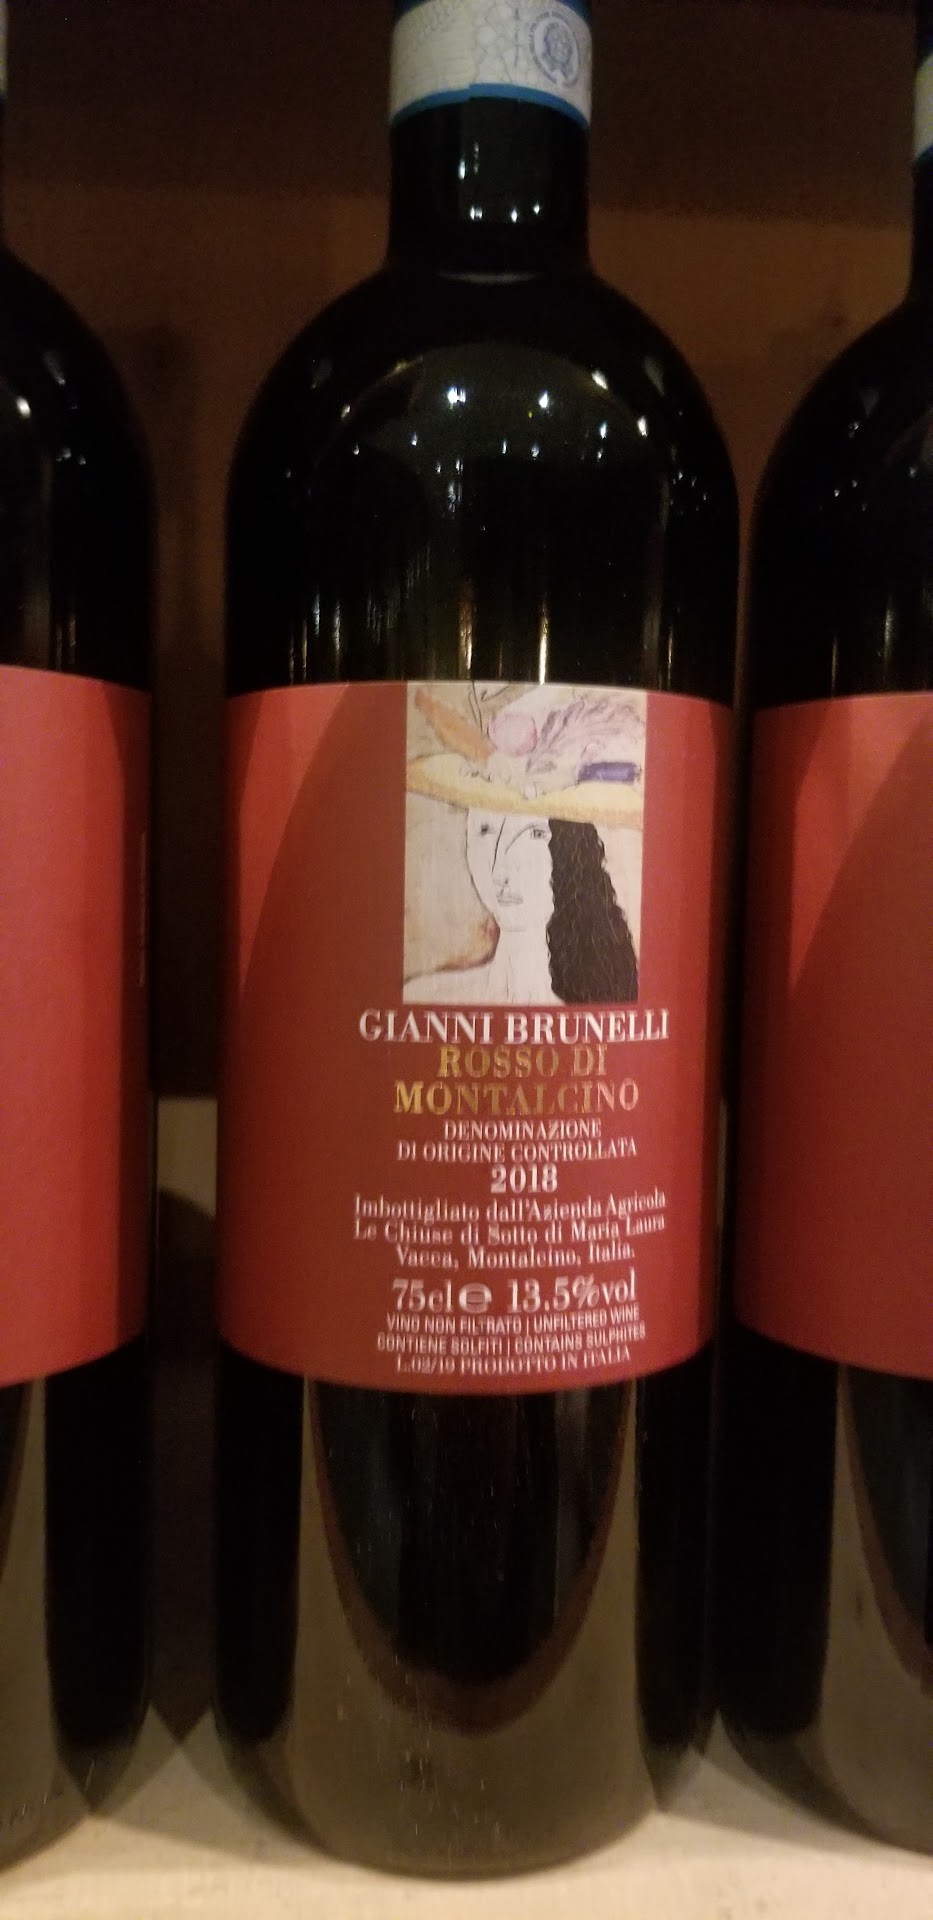 GIANNI BRUNELLI
ROSSO DI
MONTALCINO
DENOMINAZIONE
DI ORIGINE CONTROLLATA
2018
Imbottigliato dall'Azienda Agricola
Le Chiuse di Sotto di Maria Laura
Vacca, Montalcino, Italia.
75cl e 13.5%vol
VINO NON FILTRATO | UNFILTERED WINE
CONTIENE SOLFITI | CONTAINS SULPHITES
L.02/19 PRODOTTO IN ITALIA